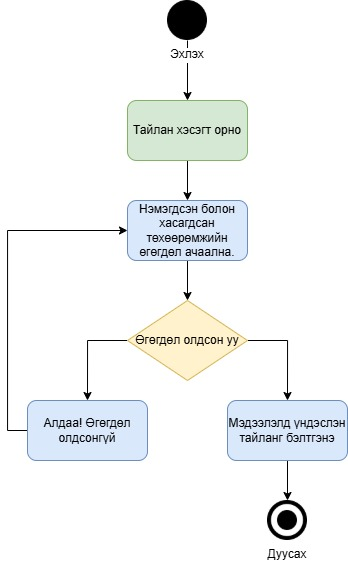 Эхлэх
Тайлан хэсэгт орно
Нэмэгдсэн болон
хасагдсан
төхөөрөмжийн
өгөгдөл ачаална.
Өгөгдөл олдсон уу
Алдаа! Өгөгдөл
олдсонгүй
Мэдээлэлд үндэслэн
тайланг бэлтгэнэ
Дуусах